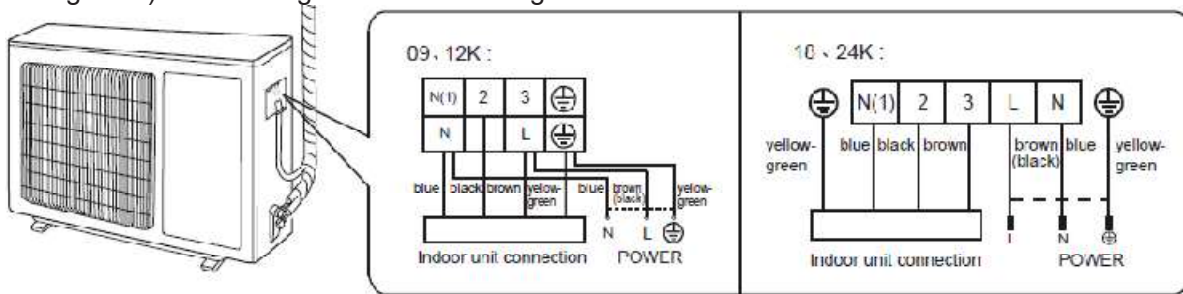 09、12K :
N(1) 2 3
N L
blue black brown yellow-green blue brown (black) yellow-green
N L
Indoor unit connection POWER
18、24K :
N(1) 2 3 L N
yellow-green blue black brown brown (black) blue yellow-green
L N
Indoor unit connection POWER